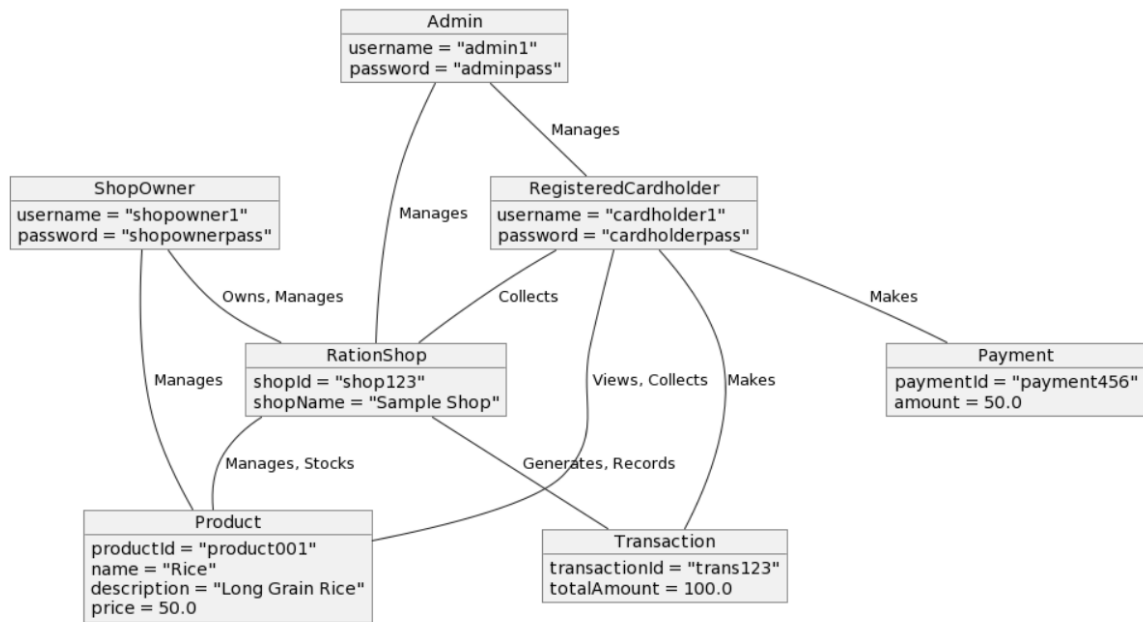 Admin
username = "admin1"
password = "adminpass"
Manages
ShopOwner
username = "shopowner1"
password = "shopownerpass"
RegisteredCardholder
username = "cardholder1"
password = "cardholderpass"
Manages
Owns, Manages
Collects
Makes
RationShop
shopId = "shop123"
shopName = "Sample Shop"
Payment
paymentId = "payment456"
amount = 50.0
Manages
Views, Collects
Makes
Manages, Stocks
Generates, Records
Product
productId = "product001"
name = "Rice"
description = "Long Grain Rice"
price = 50.0
Transaction
transactionId = "trans123"
totalAmount = 100.0